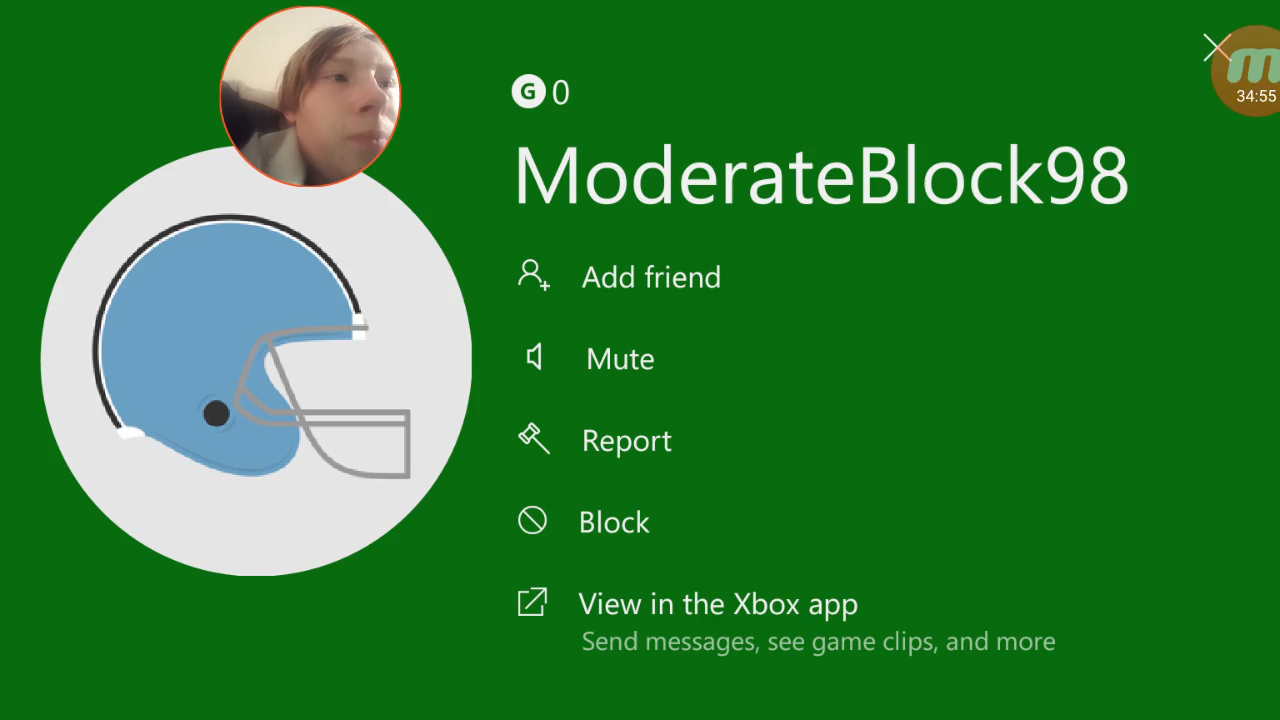 G 0
ModerateBlock98
Add friend
Mute
Report
Block
View in the Xbox app
Send messages, see game clips, and more
m
34:55